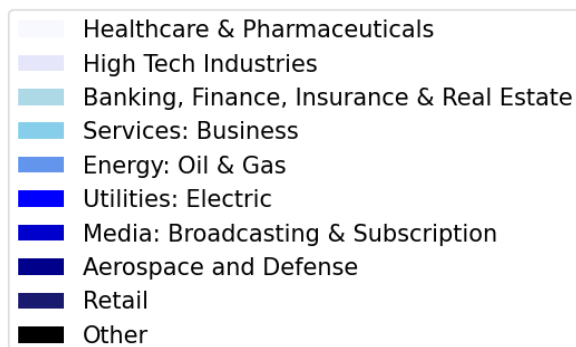 Healthcare & Pharmaceuticals
High Tech Industries
Banking, Finance, Insurance & Real Estate
Services: Business
Energy: Oil & Gas
Utilities: Electric
Media: Broadcasting & Subscription
Aerospace and Defense
Retail
Other